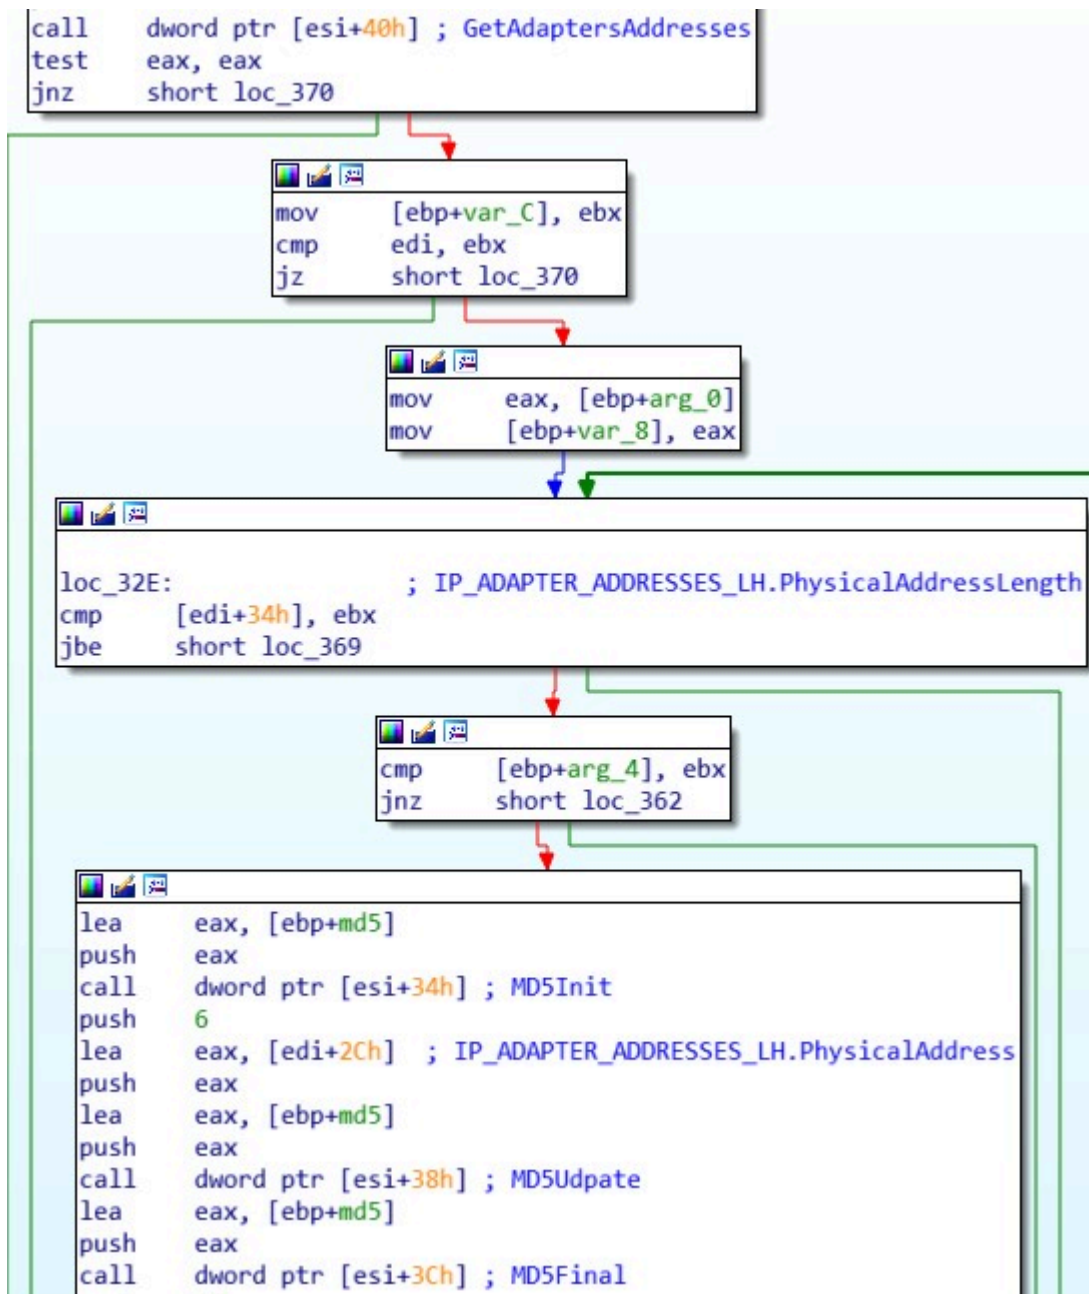 call dword ptr [esi+40h] ; GetAdaptersAddresses
test eax, eax
jnz short loc_370
mov [ebp+var_C], ebx
cmp edi, ebx
jz short loc_370
mov eax, [ebp+arg_0]
mov [ebp+var_8], eax
loc_32E: ; IP_ADAPTER_ADDRESSES_LH.PhysicalAddressLength
cmp [edi+34h], ebx
jbe short loc_369
cmp [ebp+arg_4], ebx
jnz short loc_362
lea eax, [ebp+md5]
push eax
call dword ptr [esi+34h] ; MD5Init
push 6
lea eax, [edi+2Ch] ; IP_ADAPTER_ADDRESSES_LH.PhysicalAddress
push eax
lea eax, [ebp+md5]
push eax
call dword ptr [esi+38h] ; MD5Udpate
lea eax, [ebp+md5]
push eax
call dword ptr [esi+3Ch] ; MD5Final